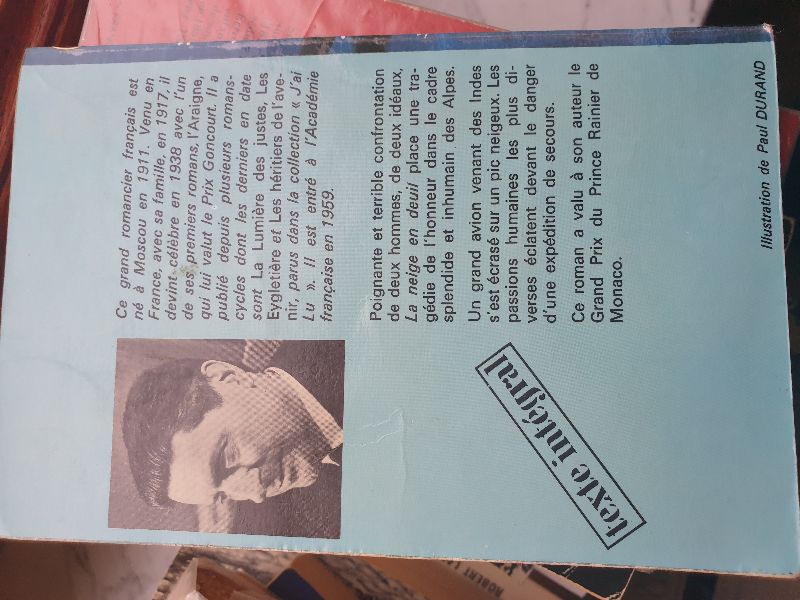 Ce grand romancier français est
né à Moscou en 1911. Venu en
France, avec sa famille, en 1917, il
devint célèbre en 1938 avec l'un
de ses premiers romans, l'Araigne,
qui lui valut le Prix Goncourt. Il a
publié depuis plusieurs romans-
cycles dont les derniers en date
sont La Lumière des justes, Les
Eygletière et Les héritiers de l'ave-
nir, parus dans la collection « J'ai
Lu ». Il est entré à l'Académie
française en 1959.
Poignante et terrible confrontation
de deux hommes, de deux idéaux,
La neige en deuil place une tra-
gédie de l'honneur dans le cadre
splendide et inhumain des Alpes.
Un grand avion venant des Indes
s'est écrasé sur un pic neigeux. Les
passions humaines les plus di-
verses éclatent devant le danger
d'une expédition de secours.
Ce roman a valu à son auteur le
Grand Prix du Prince Rainier de
Monaco.
texte intégral
Illustration de Paul DURAND
ROBERT